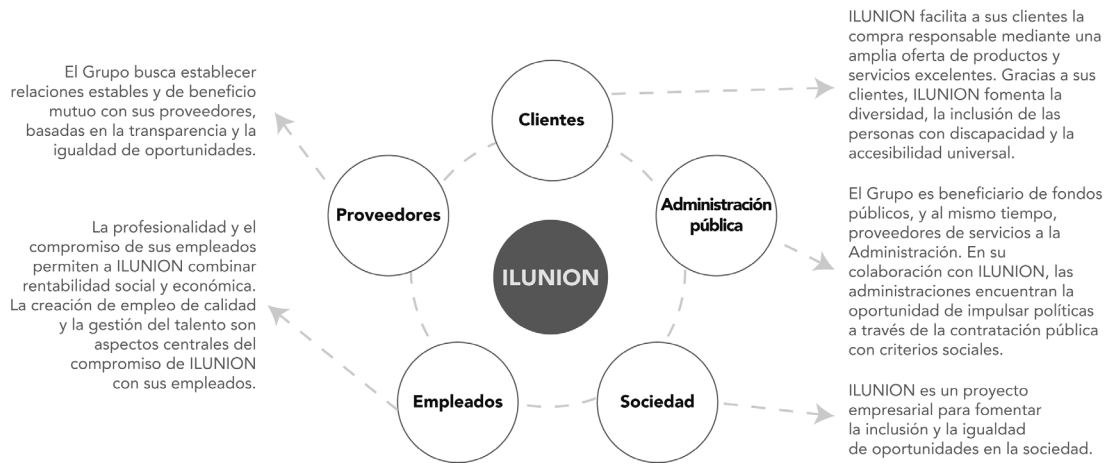 ILUNION facilita a sus clientes la
compra responsable mediante una
amplia oferta de productos y
servicios excelentes. Gracias a sus
clientes, ILUNION fomenta la
diversidad, la inclusión de las
personas con discapacidad y la
accesibilidad universal.
El Grupo busca establecer
relaciones estables y de beneficio
mutuo con sus proveedores,
basadas en la transparencia y la
igualdad de oportunidades.
Clientes
Proveedores
Administración
pública
El Grupo es beneficiario de fondos
públicos, y al mismo tiempo,
proveedores de servicios a la
Administración. En su
colaboración con ILUNION, las
administraciones encuentran la
oportunidad de impulsar políticas
a través de la contratación pública
con criterios sociales.
La profesionalidad y el
compromiso de sus empleados
permiten a ILUNION combinar
rentabilidad social y económica.
La creación de empleo de calidad
y la gestión del talento son
aspectos centrales del
compromiso de ILUNION
con sus empleados.
ILUNION
Empleados
Sociedad
ILUNION es un proyecto
empresarial para fomentar
la inclusión y la igualdad
de oportunidades en la sociedad.